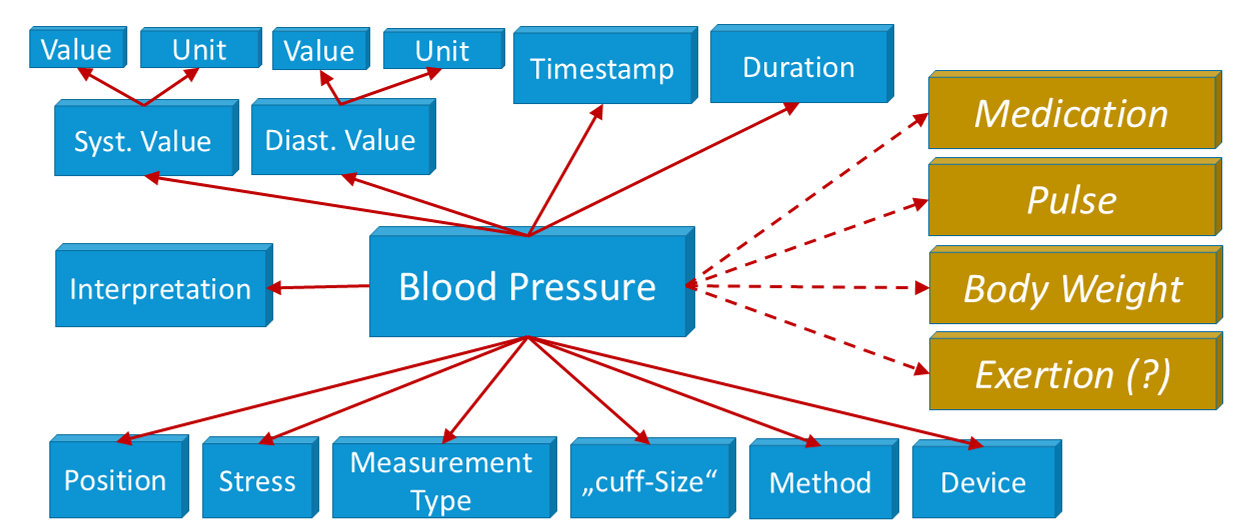 Value
Unit
Value
Unit
Timestamp
Duration
Syst. Value
Diast. Value
Medication
Pulse
Interpretation
Blood Pressure
Body Weight
Exertion (?)
Position
Stress
Measurement
Type
„cuff-Size“
Method
Device